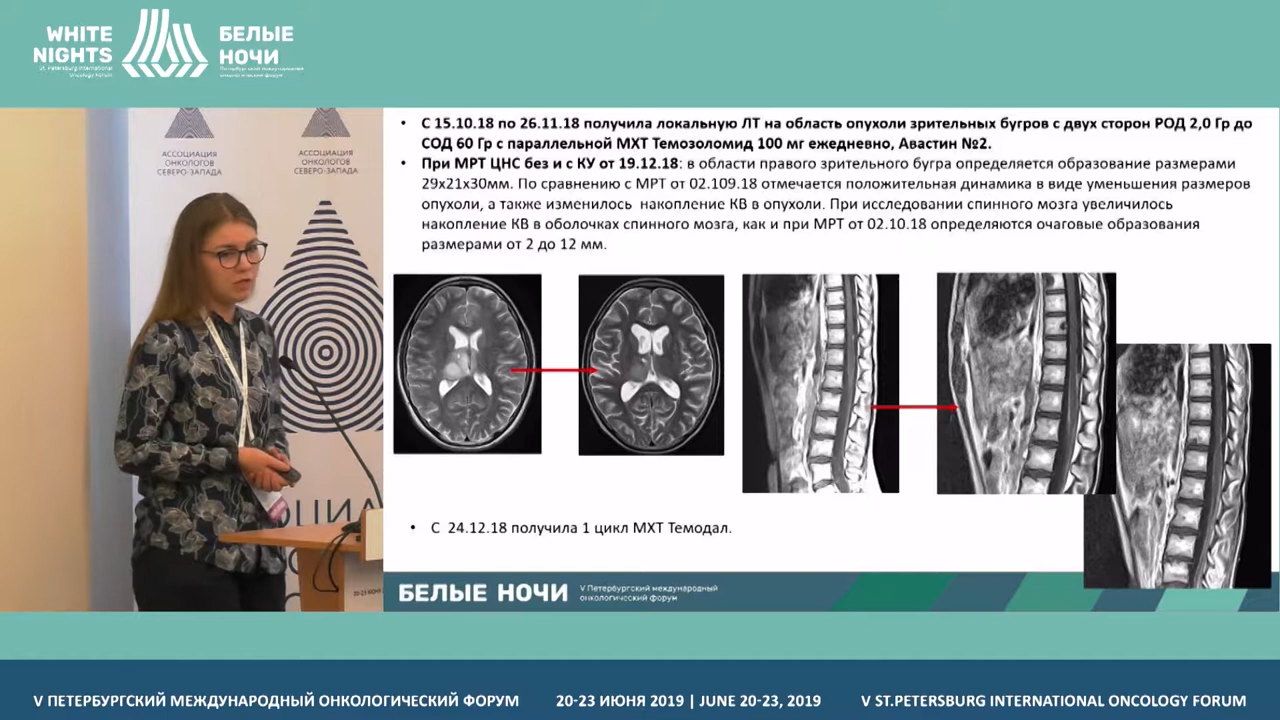 WHITE
NIGHTS
St. Petersburg International
Oncology Forum
БЕЛЫЕ
НОЧИ
Петербургский международный
онкологический форум
АССОЦИАЦИЯ
ОНКОЛОГОВ
СЕВЕРО-ЗАПАДА
АССОЦИАЦИЯ
ОНКОЛОГОВ
СЕВЕРО-ЗАПАДА
• С 15.10.18 по 26.11.18 получила локальную ЛТ на область опухоли зрительных бугров с двух сторон РОД 2,0 Гр до
СОД 60 Гр с параллельной МХТ Темозоломид 100 мг ежедневно, Авастин №2.
• При МРТ ЦНС без и с КУ от 19.12.18: в области правого зрительного бугра определяется образование размерами
29х21х30мм. По сравнению с МРТ от 02.109.18 отмечается положительная динамика в виде уменьшения размеров
опухоли, а также изменилось накопление КВ в опухоли. При исследовании спинного мозга увеличилось
накопление КВ в оболочках спинного мозга, как и при МРТ от 02.10.18 определяются очаговые образования
размерами от 2 до 12 мм.
• С 24.12.18 получила 1 цикл МХТ Темодал.
БЕЛЫЕ НОЧИ
V Петербургский международный
онкологический форум
V ПЕТЕРБУРГСКИЙ МЕЖДУНАРОДНЫЙ ОНКОЛОГИЧЕСКИЙ ФОРУМ
20-23 ИЮНЯ 2019 | JUNE 20-23, 2019
V ST.PETERSBURG INTERNATIONAL ONCOLOGY FORUM